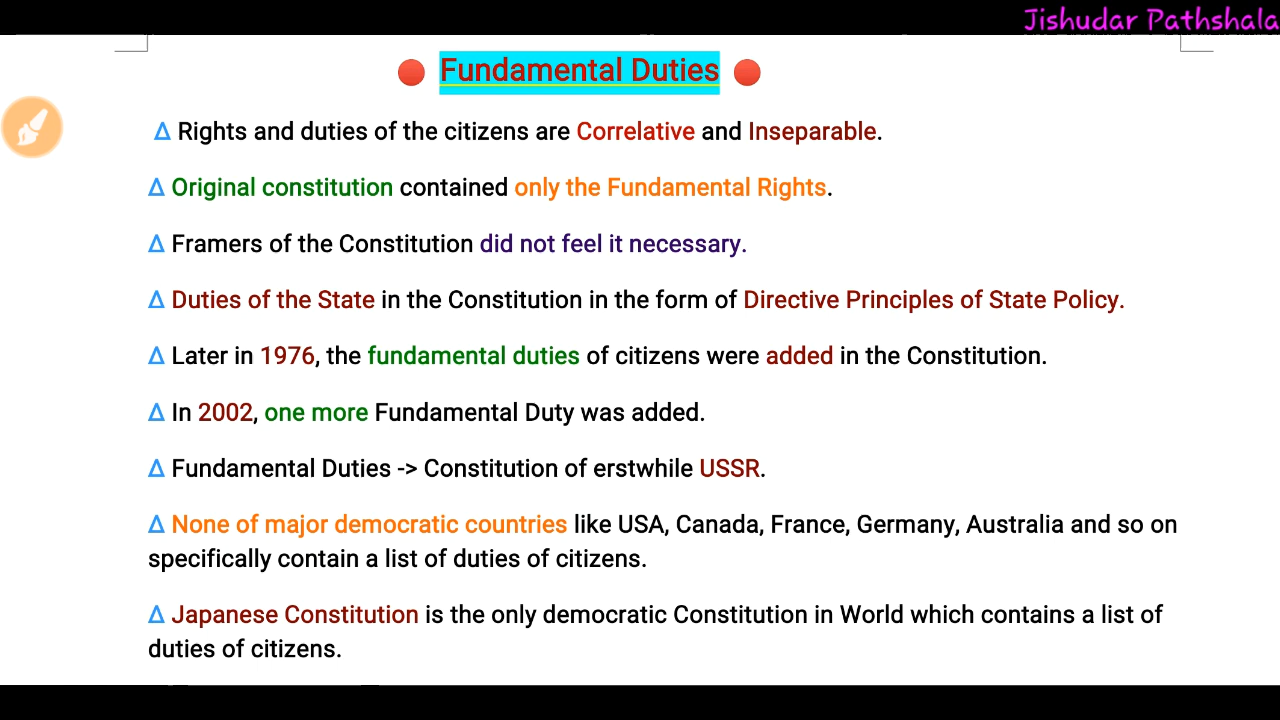 Jishudar Pathshala
Fundamental Duties
Δ Rights and duties of the citizens are Correlative and Inseparable.
Δ Original constitution contained only the Fundamental Rights.
Δ Framers of the Constitution did not feel it necessary.
Δ Duties of the State in the Constitution in the form of Directive Principles of State Policy.
Δ Later in 1976, the fundamental duties of citizens were added in the Constitution.
Δ In 2002, one more Fundamental Duty was added.
Δ Fundamental Duties -> Constitution of erstwhile USSR.
Δ None of major democratic countries like USA, Canada, France, Germany, Australia and so on
specifically contain a list of duties of citizens.
Δ Japanese Constitution is the only democratic Constitution in World which contains a list of
duties of citizens.